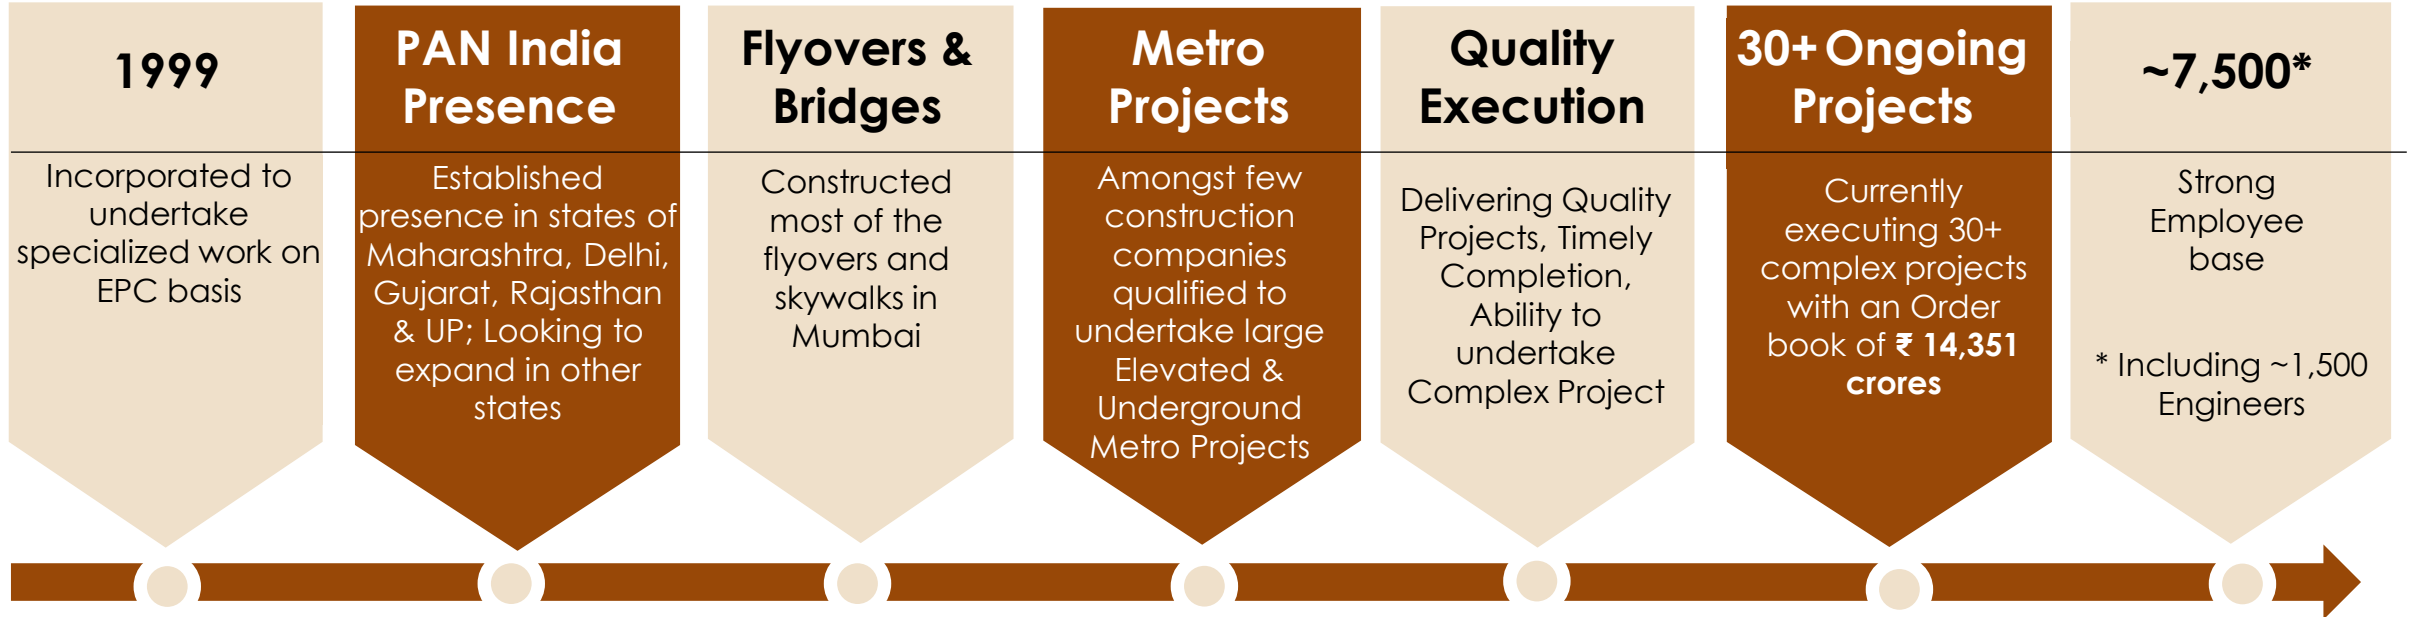 1999
Incorporated to
undertake
specialized work on
EPC basis
PAN India
Presence
Established
presence in states of
Maharashtra, Delhi,
Gujarat, Rajasthan
& UP; Looking to
expand in other
states
Flyovers &
Bridges
Constructed
most of the
flyovers and
skywalks in
Mumbai
Metro
Projects
Amongst few
construction
companies
qualified to
undertake large
Elevated &
Underground
Metro Projects
Quality
Execution
Delivering Quality
Projects, Timely
Completion,
Ability to
undertake
Complex Project
30+ Ongoing
Projects
Currently
executing 30+
complex projects
with an Order
book of ₹ 14,351
crores
~7,500*
Strong
Employee
base
* Including ~1,500
Engineers